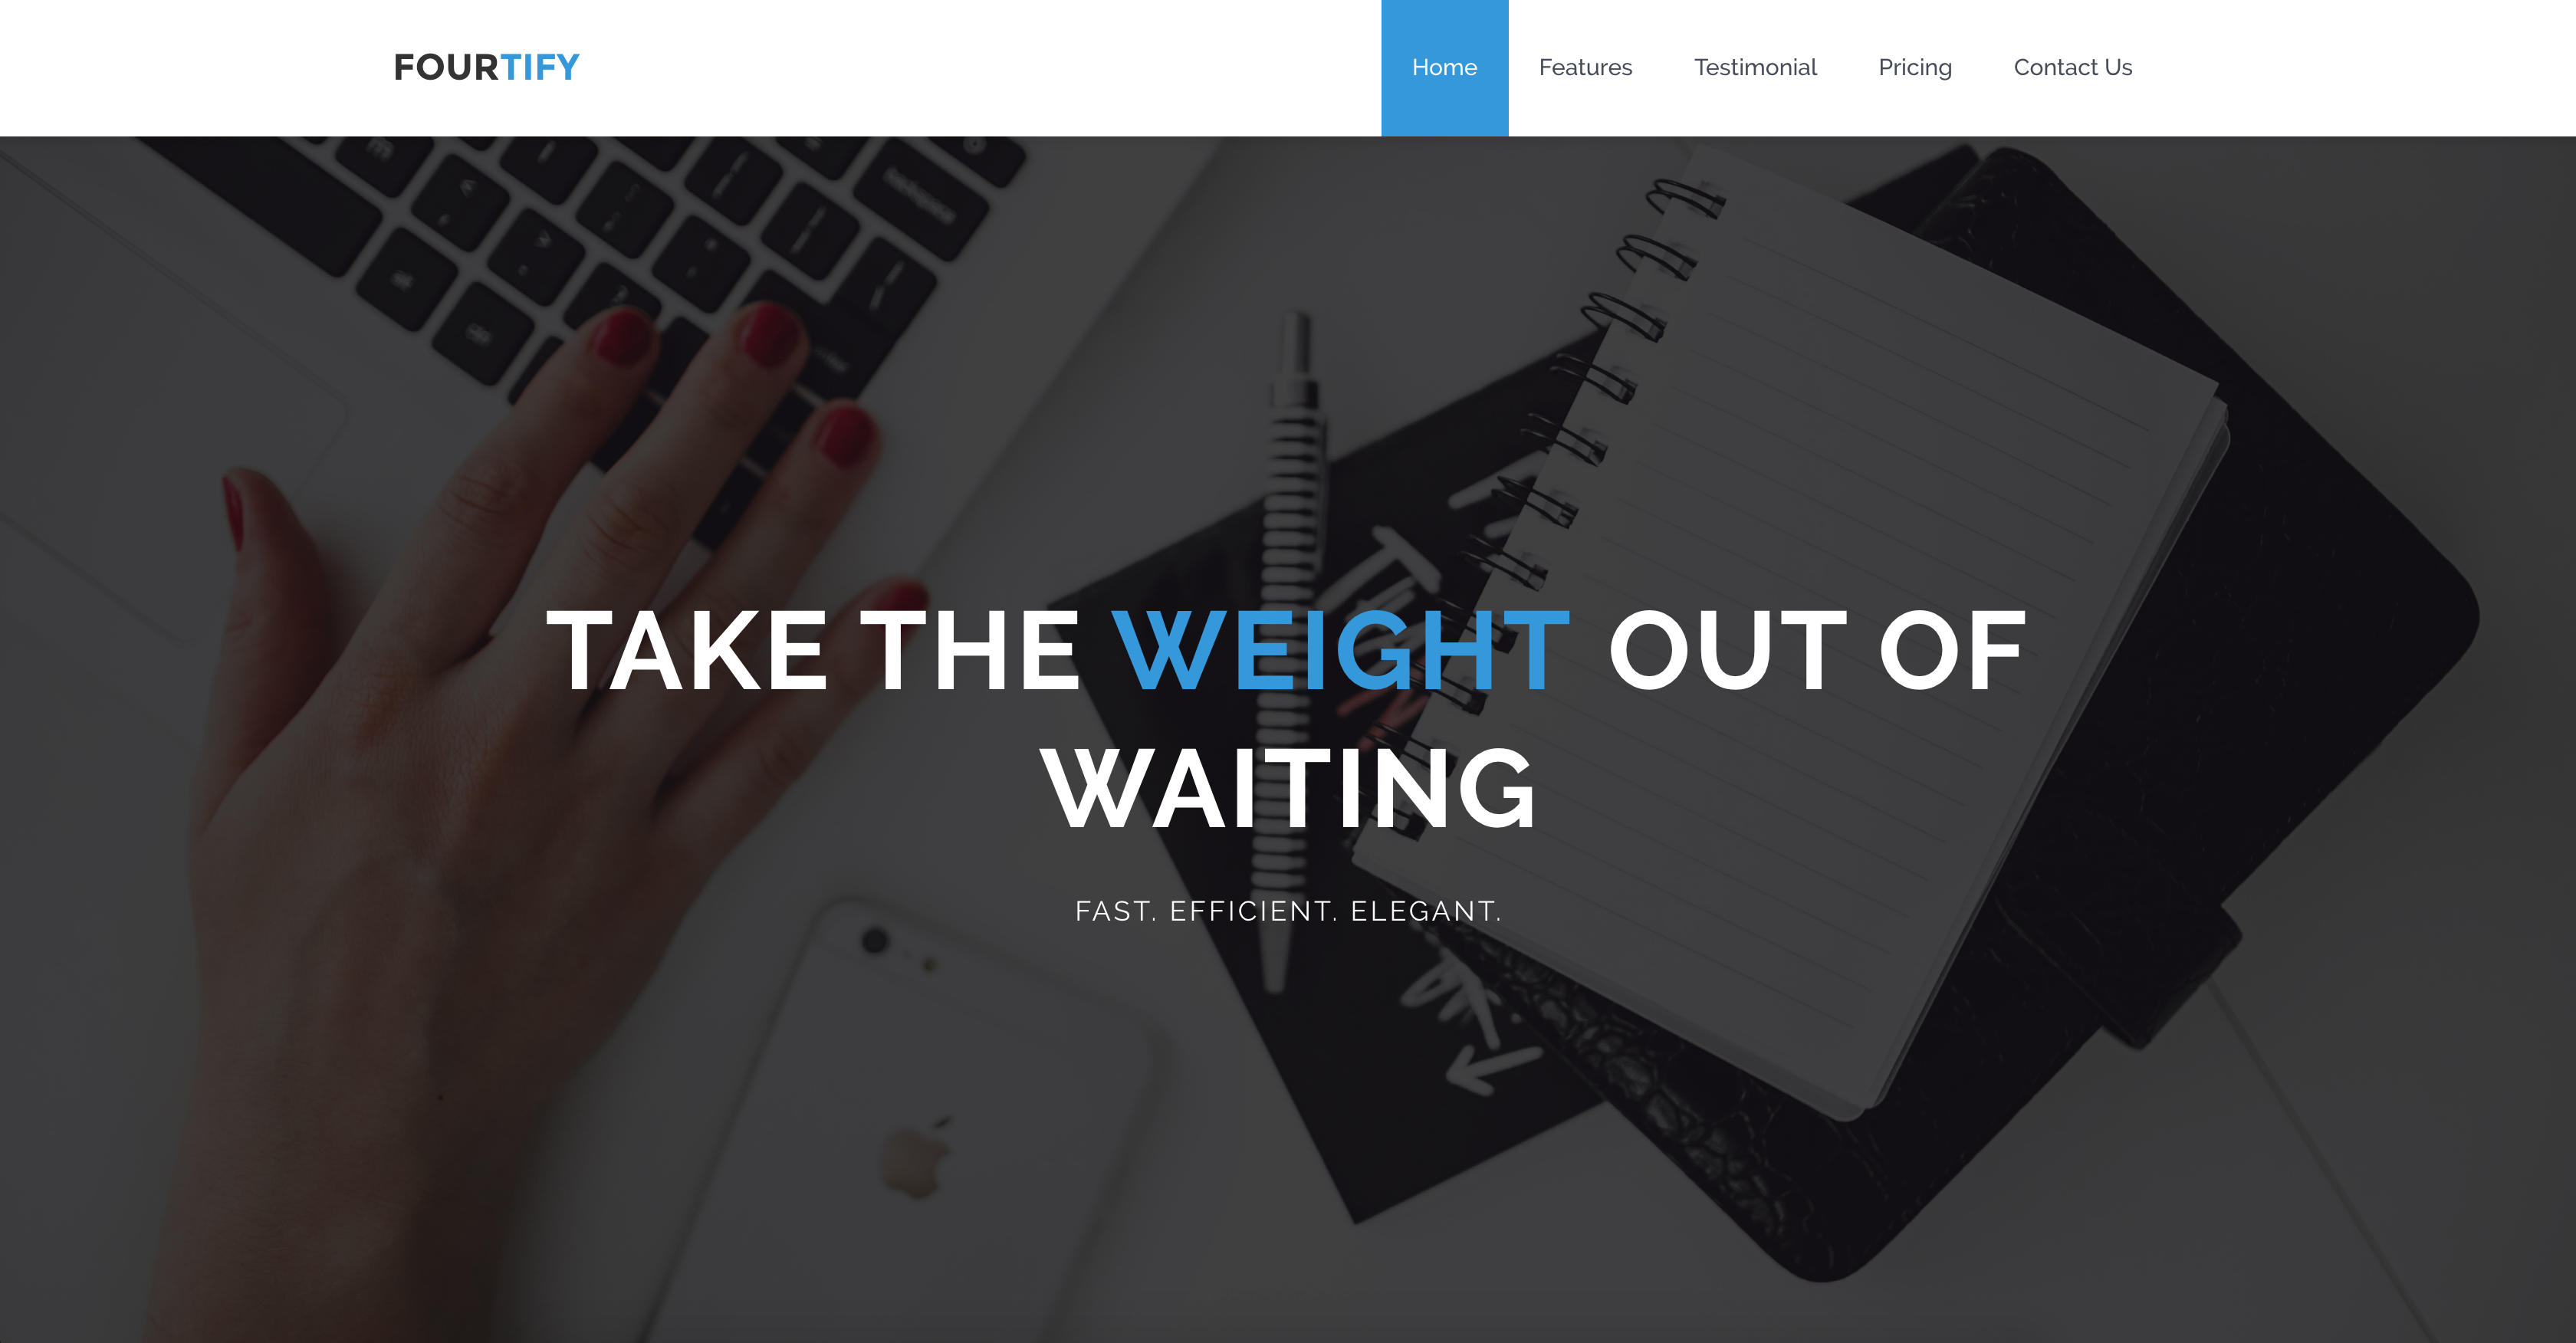 FOURTIFY
Home Features Testimonial Pricing Contact Us
TAKE THE WEIGHT OUT OF
WAITING
FAST. EFFICIENT. ELEGANT.